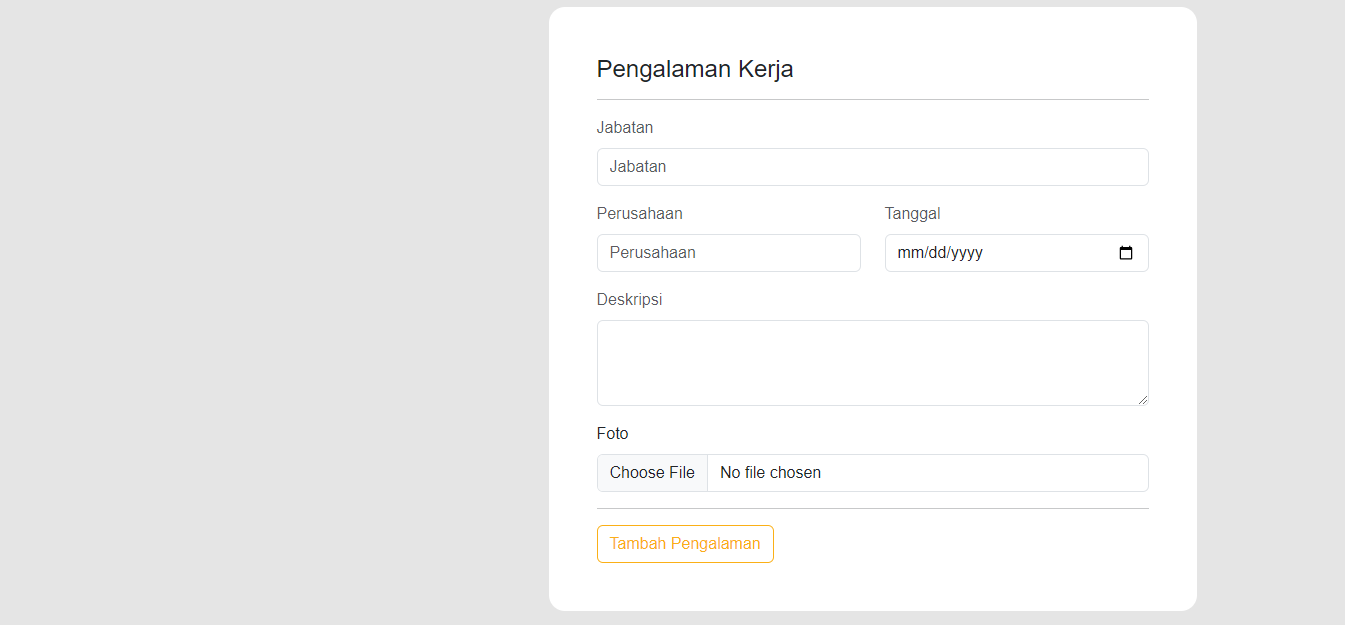 Pengalaman Kerja
Jabatan
Jabatan
Perusahaan Tanggal
Perusahaan mm/dd/yyyy
Deskripsi
Foto
Choose File No file chosen
Tambah Pengalaman